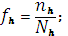 f_h = n_h / N_h ;